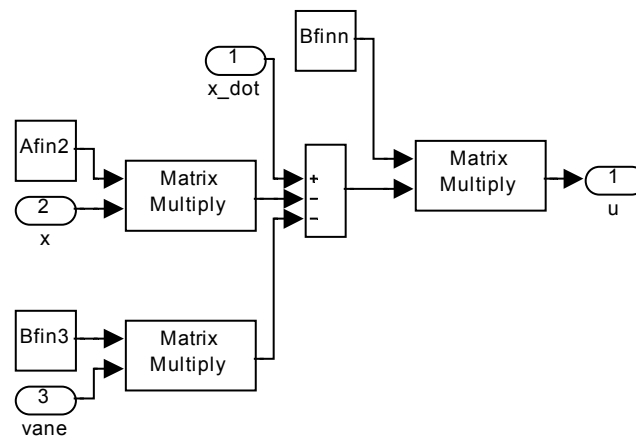 Bfinn
1
x_dot
Afin2
Matrix
Multiply
+
−
−
Matrix
Multiply
1
u
2
x
Bfin3
Matrix
Multiply
3
vane